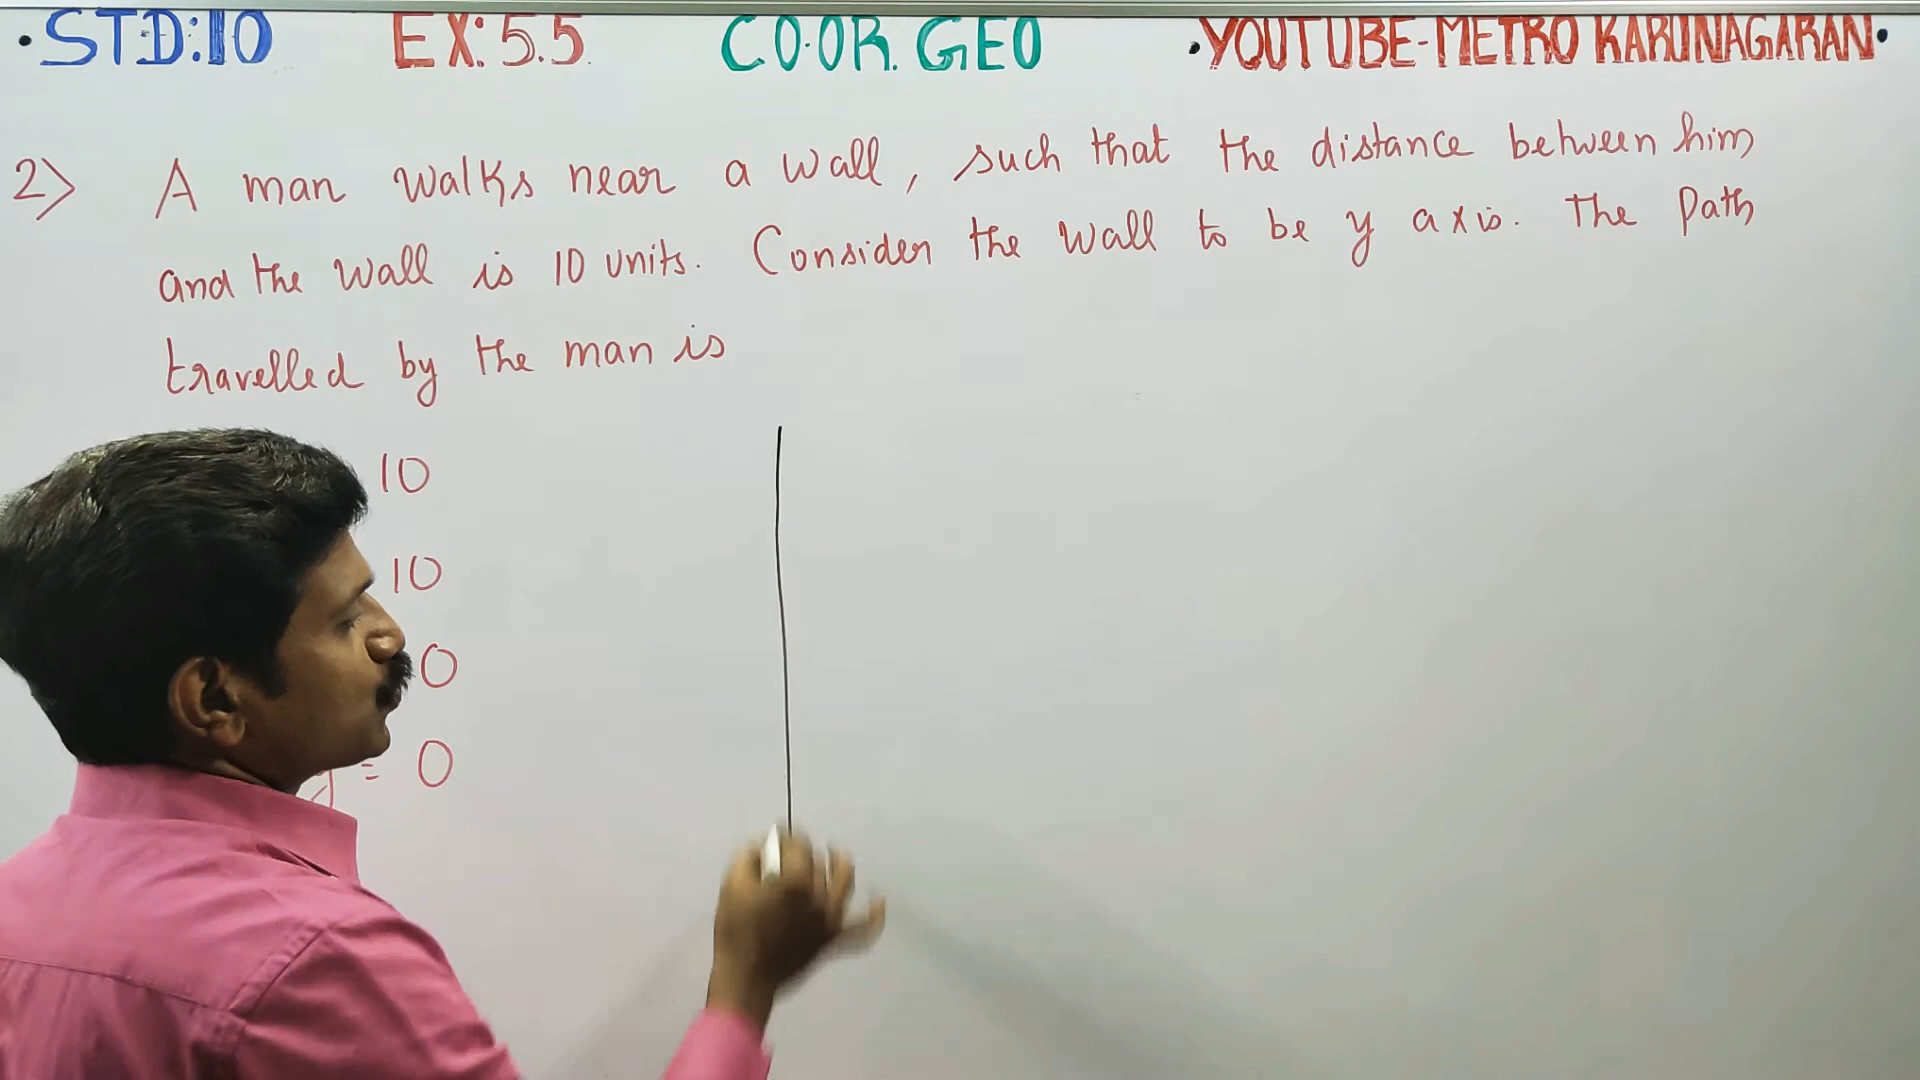 •STD:10 EX:5.5 CO.OR. GEO •YOUTUBE-METRO KARUNAGARAN•
2> A man walks near a wall, such that the distance between him
and the wall is 10 units. Consider the wall to be y axis. The path
travelled by the man is
10
10
0
y = 0